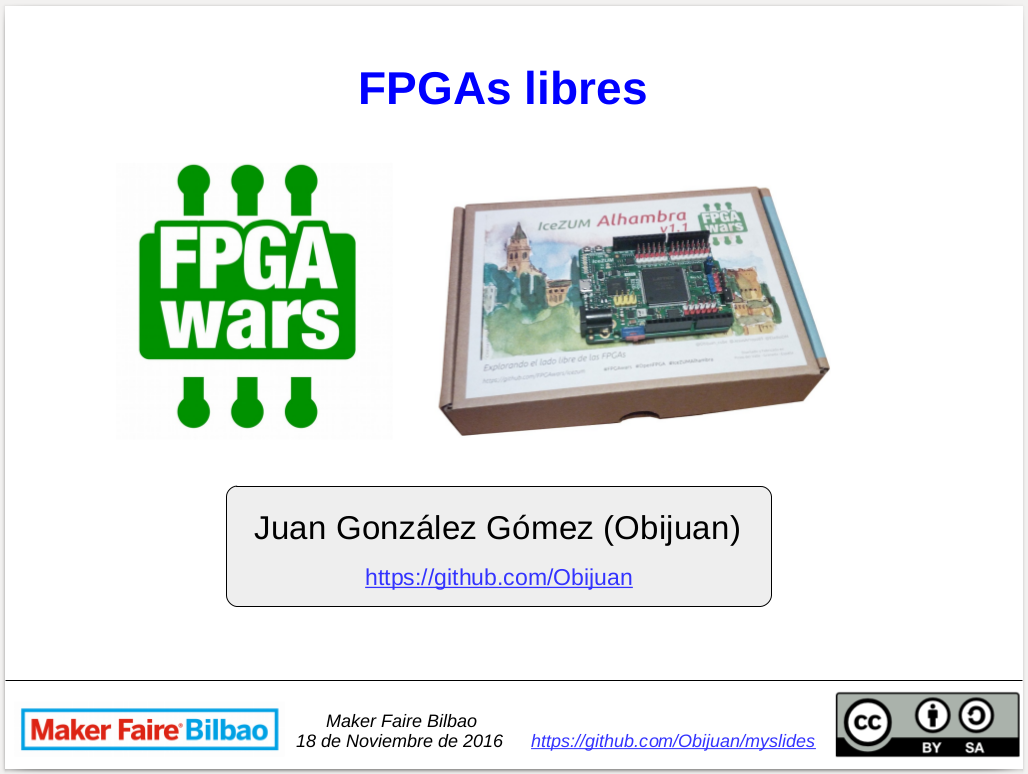 FPGAs libres
FPGA
wars
IceZUM Alhambra
v1.1
FPGA
wars
Explorando el lado libre de las FPGAs
Juan González Gómez (Obijuan)
https://github.com/Obijuan
Maker Faire Bilbao
Maker Faire Bilbao
18 de Noviembre de 2016
https://github.com/Obijuan/myslides
cc
BY SA